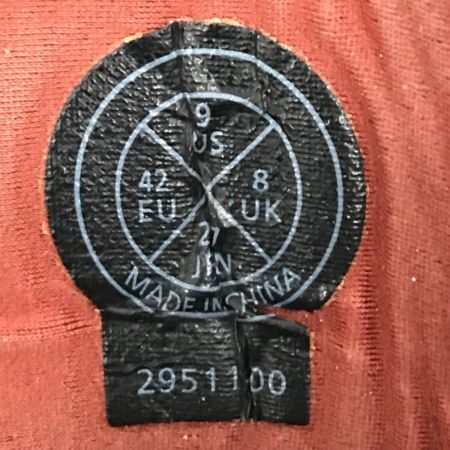 9
US
42 8
EU UK
27
JPN
MADE IN CHINA
2951100